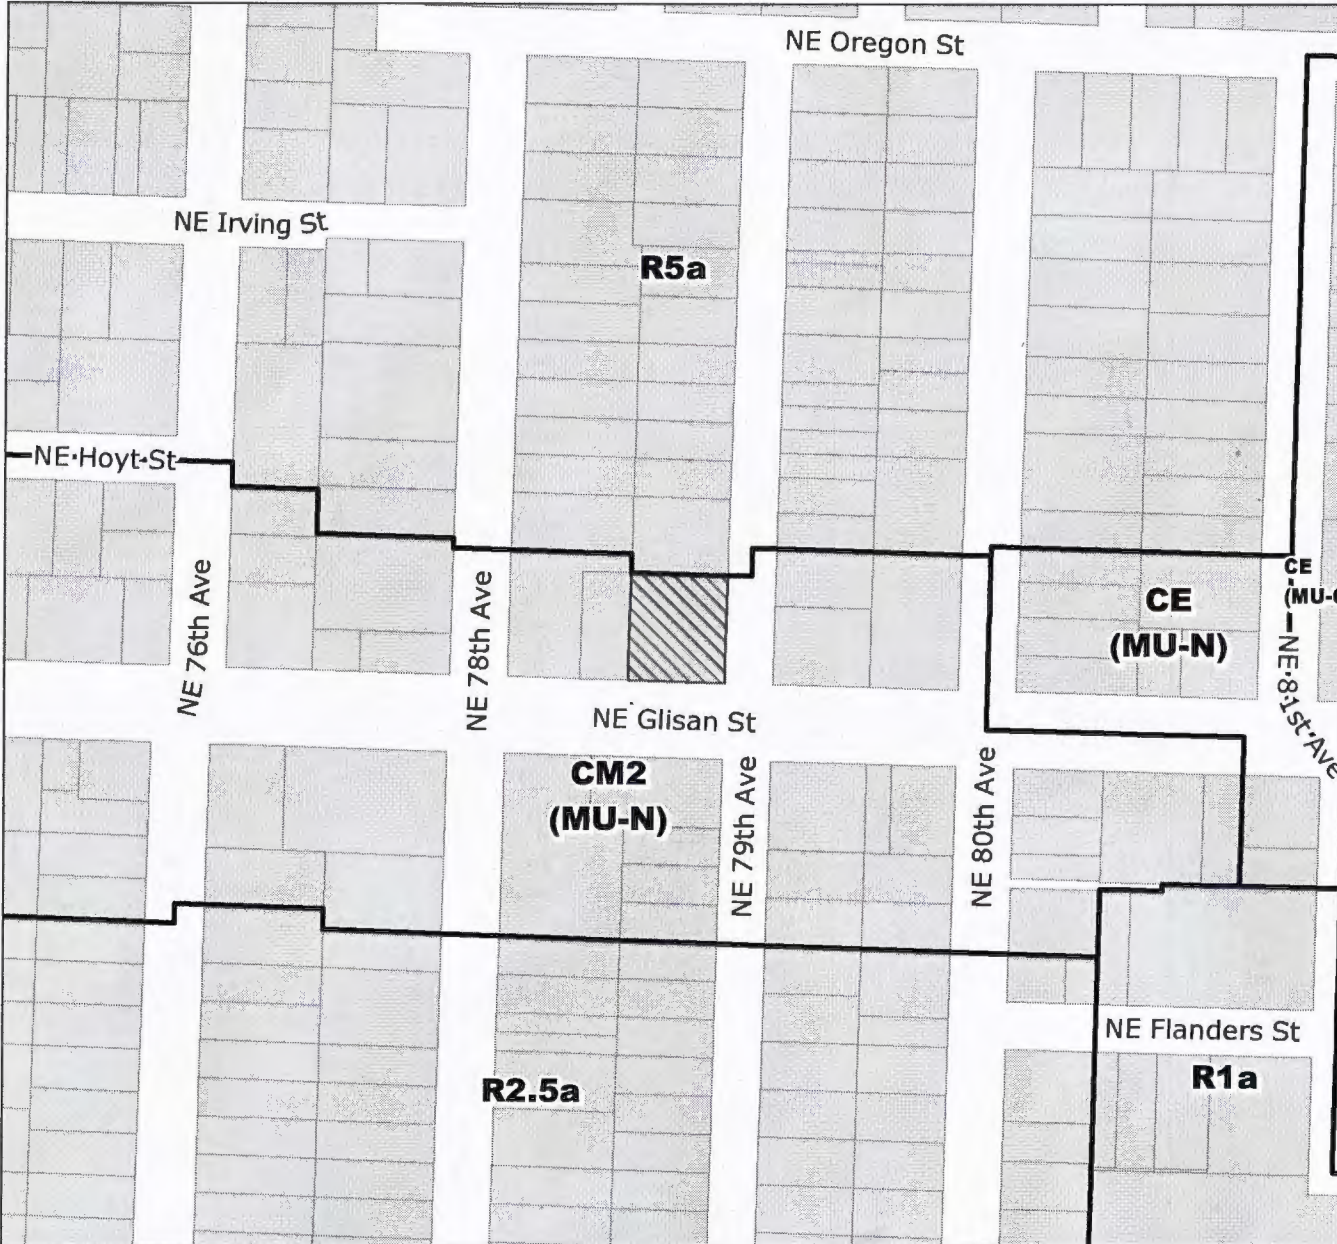 NE Oregon St
NE Irving St
R5a
NE Hoyt St
NE 76th Ave
NE 78th Ave
CE
(MU-N)
CE
(MU-
NE 81st Ave
NE Glisan St
CM2
(MU-N)
NE 79th Ave
NE 80th Ave
NE Flanders St
R2.5a
R1a